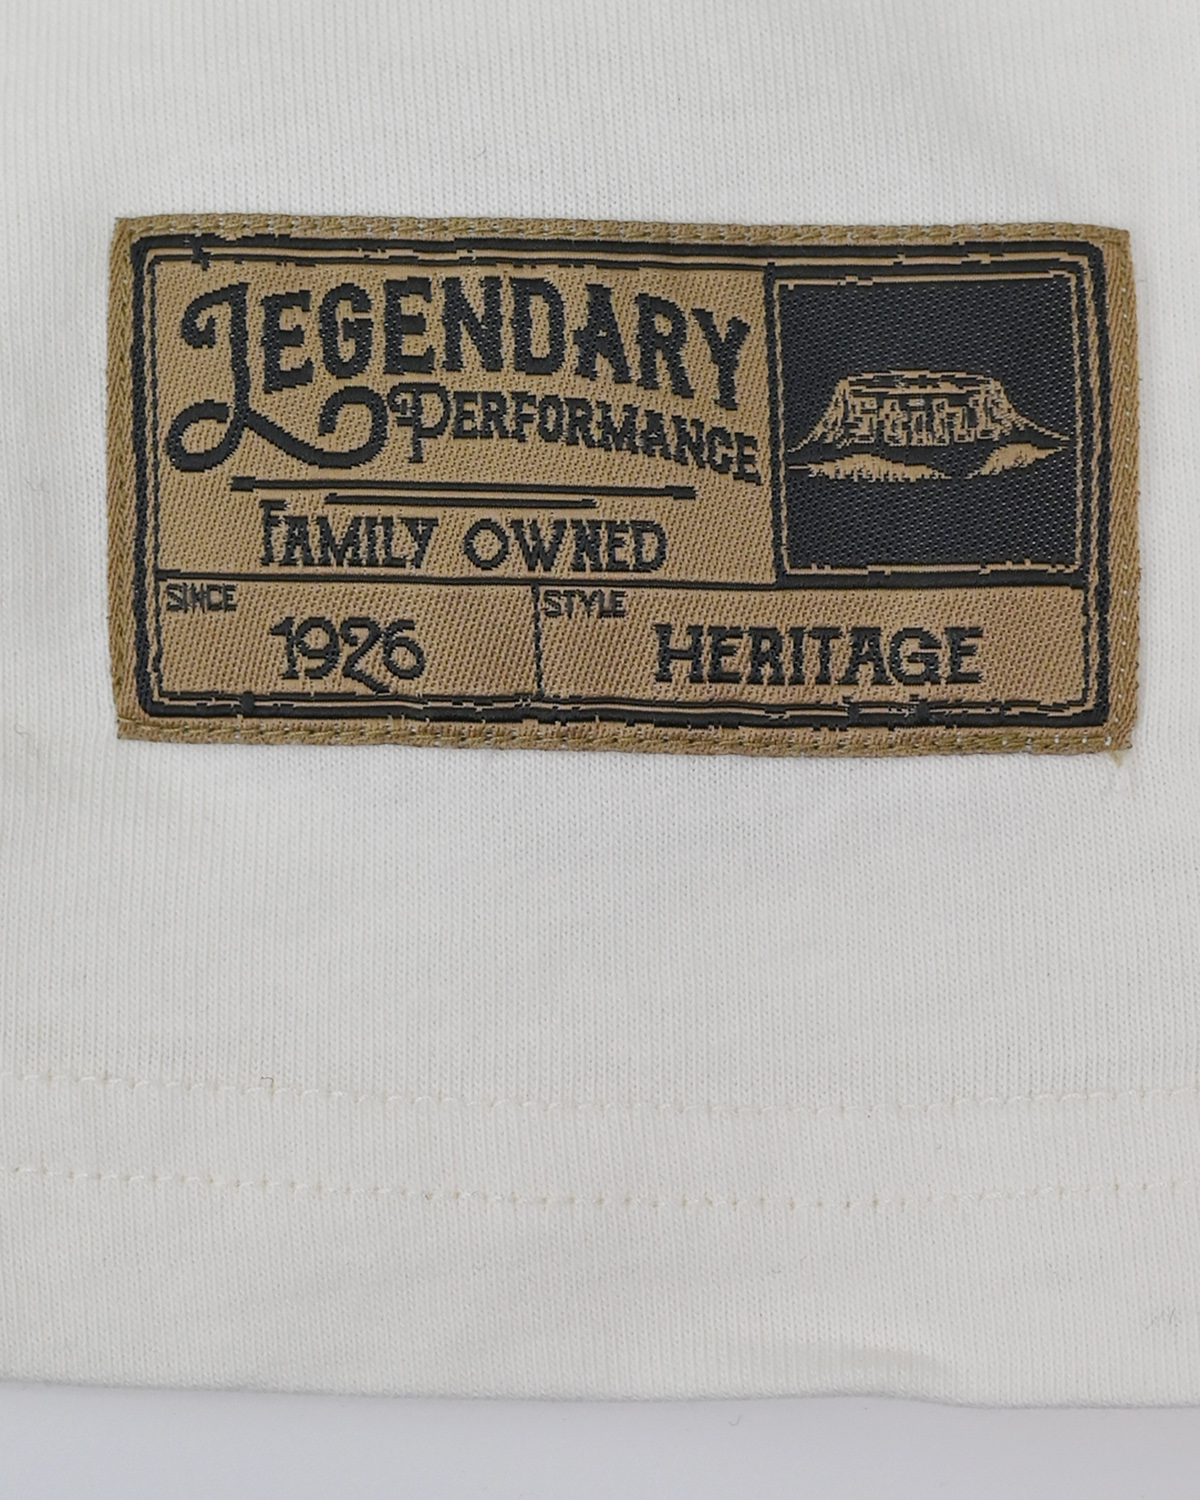 LEGENDARY
PERFORMANCE
FAMILY OWNED
SINCE
1926
STYLE
HERITAGE